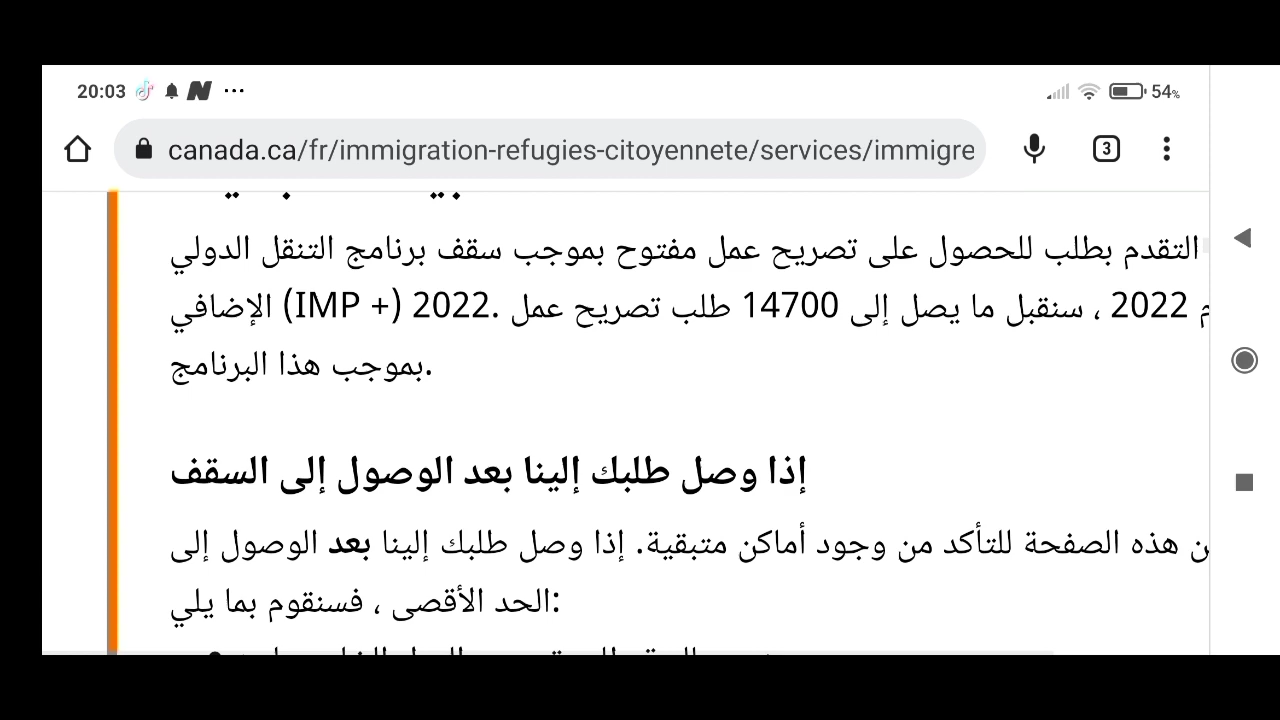 20:03
54%
canada.ca/fr/immigration-refugies-citoyennete/services/immigre
3
التقدم بطلب للحصول على تصريح عمل مفتوح بموجب سقف برنامج التنقل الدولي
2022 ، سنقبل ما يصل إلى 14700 طلب تصريح عمل .2022 (IMP +) الإضافي
بموجب هذا البرنامج.
إذا وصل طلبك إلينا بعد الوصول إلى السقف
هذه الصفحة للتأكد من وجود أماكن متبقية. إذا وصل طلبك إلينا بعد الوصول إلى
الحد الأقصى ، فسنقوم بما يلي: